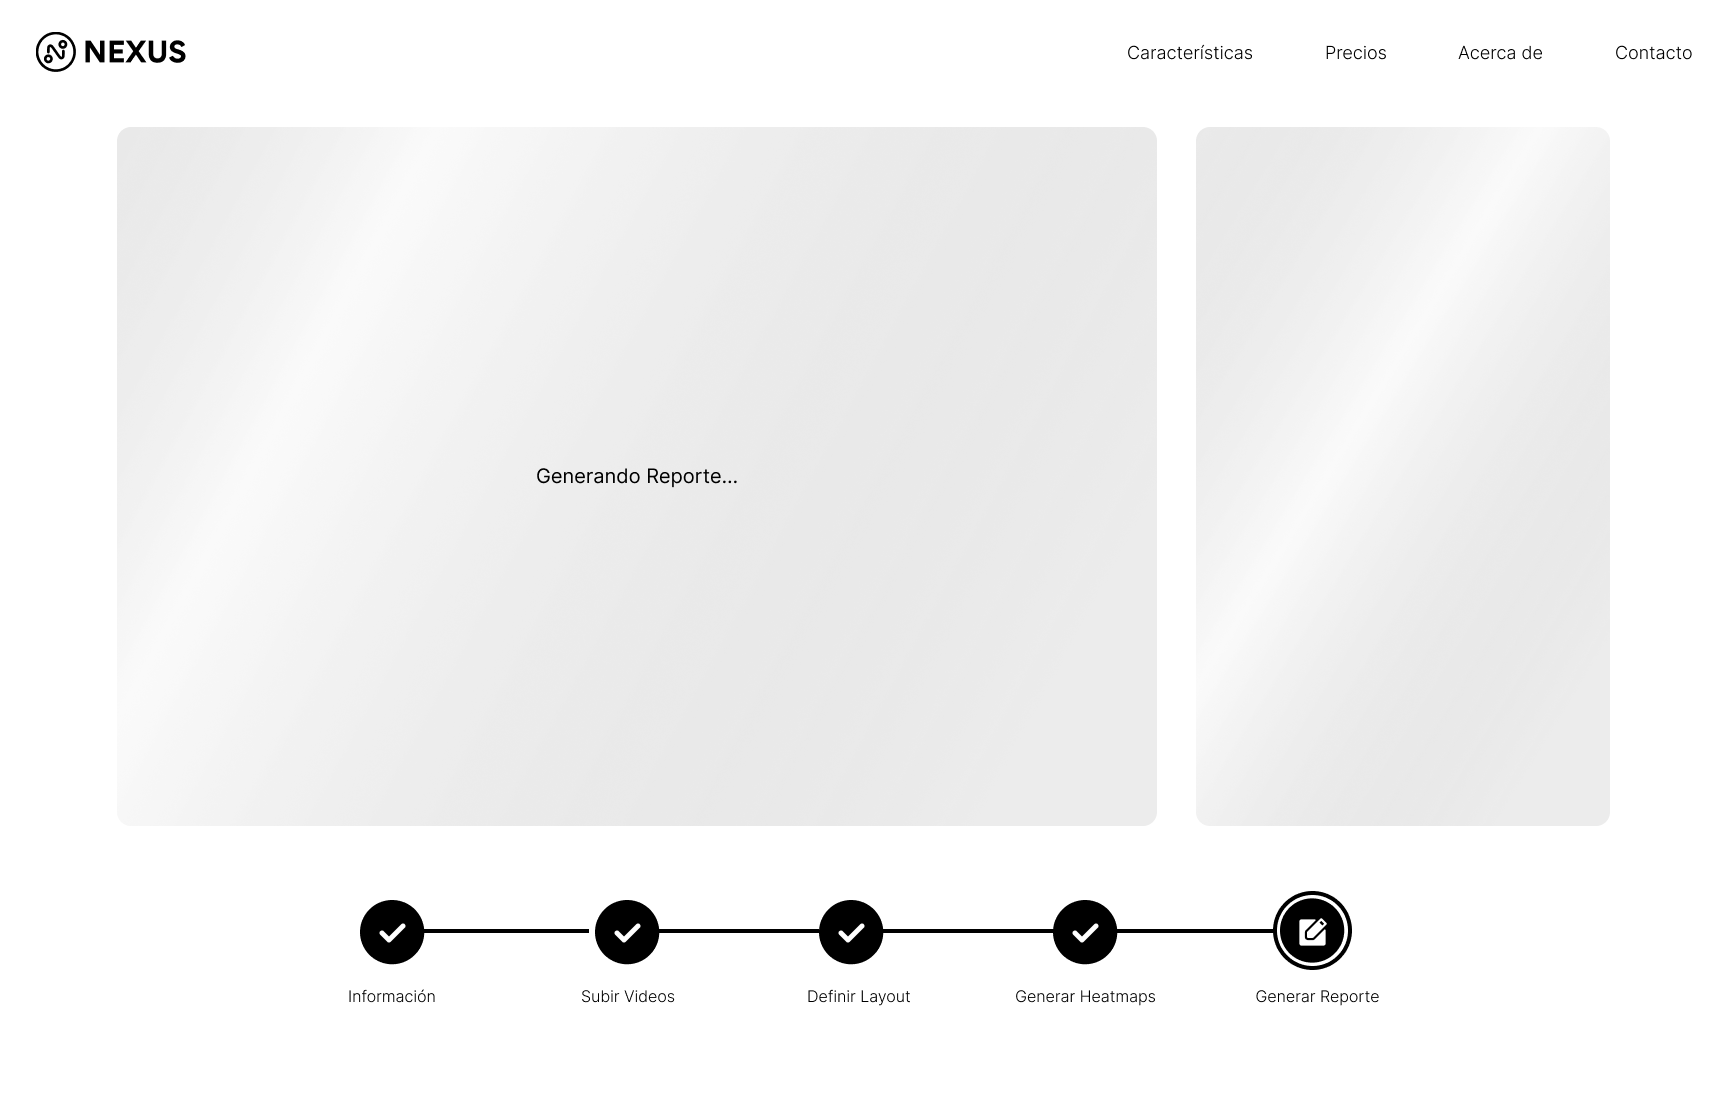 NEXUS
Características
Precios
Acerca de
Contacto
Generando Reporte...
Información
Subir Videos
Definir Layout
Generar Heatmaps
Generar Reporte